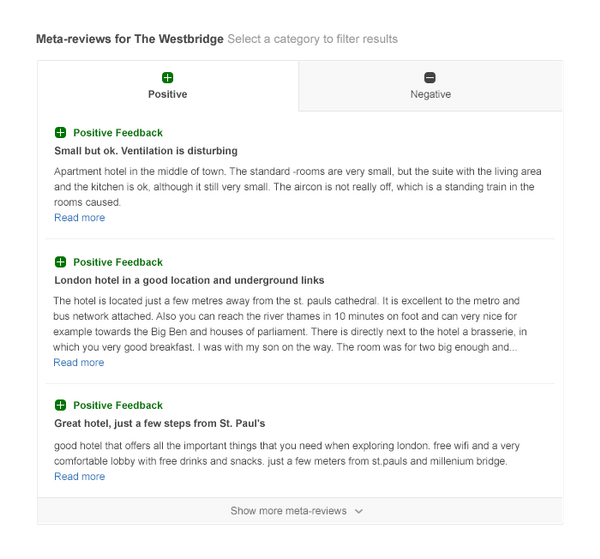 Meta-reviews for The Westbridge Select a category to filter results
Positive
Negative
Positive Feedback
Small but ok. Ventilation is disturbing
Apartment hotel in the middle of town. The standard -rooms are very small, but the suite with the living area
and the kitchen is ok, although it still very small. The aircon is not really off, which is a standing train in the
rooms caused.
Read more
Positive Feedback
London hotel in a good location and underground links
The hotel is located just a few metres away from the st. pauls cathedral. It is excellent to the metro and
bus network attached. Also you can reach the river thames in 10 minutes on foot and can very nice for
example towards the Big Ben and houses of parliament. There is directly next to the hotel a brasserie, in
which you very good breakfast. I was with my son on the way. The room was for two big enough and...
Read more
Positive Feedback
Great hotel, just a few steps from St. Paul's
good hotel that offers all the important things that you need when exploring london. free wifi and a very
comfortable lobby with free drinks and snacks. just a few meters from st.pauls and millenium bridge.
Read more
Show more meta-reviews